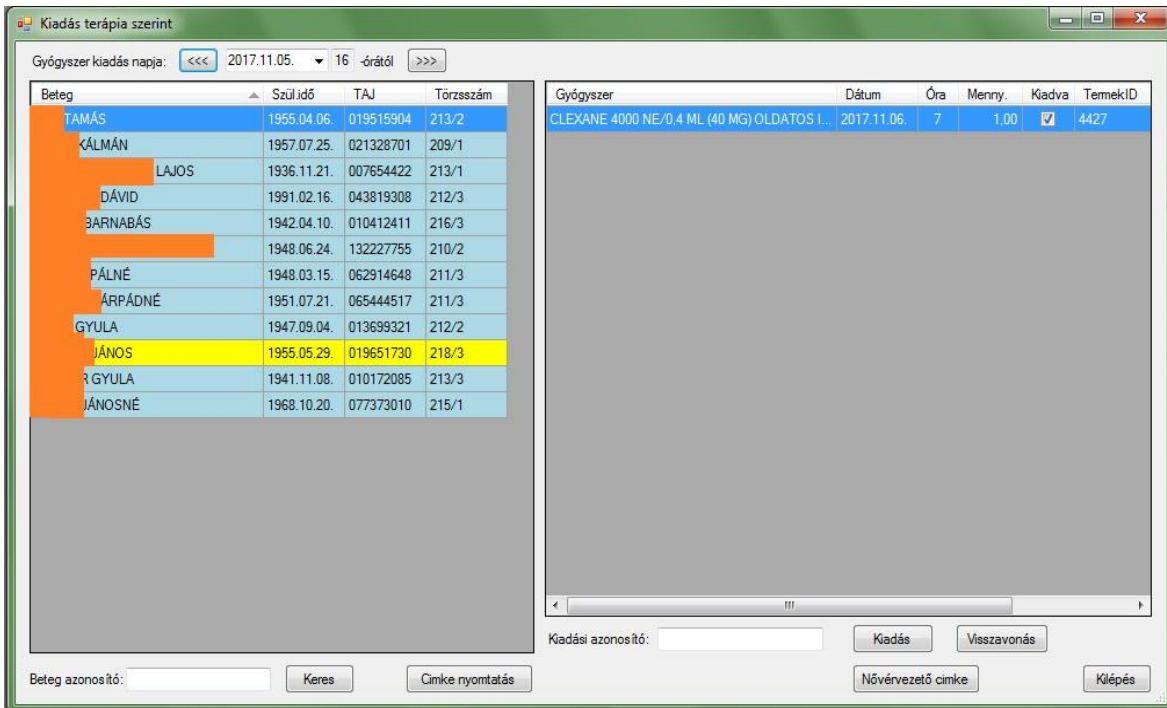 Kiadás terápia szerint
Gyógyszer kiadás napja: <<< 2017.11.05. 16 -órától >>>
Beteg Szül.idő TAJ Törzsszám
TAMÁS 1955.04.06. 019515904 213/2
KÁLMÁN 1957.07.25. 021328701 209/1
LAJOS 1936.11.21. 007654422 213/1
DÁVID 1991.02.16. 043819308 212/3
BARNABÁS 1942.04.10. 010412411 216/3
1948.06.24. 132227755 210/2
PÁLNÉ 1948.03.15. 062914648 211/3
ÁRPÁDNÉ 1951.07.21. 065444517 211/3
GYULA 1947.09.04. 013699321 212/2
JÁNOS 1955.05.29. 019651730 218/3
R GYULA 1941.11.08. 010172085 213/3
JÁNOSNÉ 1968.10.20. 077373010 215/1
Gyógyszer Dátum Óra Menny. Kiadva TermekID
CLEXANE 4000 NE/0,4 ML (40 MG) OLDATOS I... 2017.11.06. 7 1,00 4427
Kiadási azonosító: Kiadás Visszavonás
Beteg azonosító: Keres Cimke nyomtatás Nővérvezető cimke Kilépés